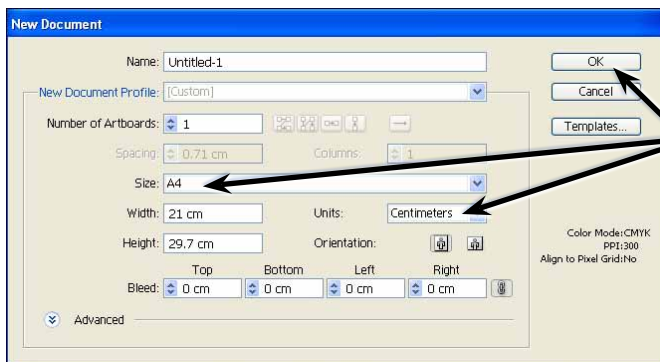 New Document
Name: Untitled-1
OK
New Document Profile: [Custom]
Cancel
Number of Artboards: 1
Templates...
Spacing: 0.71 cm Columns: 1
Size: A4
Width: 21 cm Units: Centimeters
Height: 29.7 cm Orientation:
Color Mode:CMYK
PPI:300
Align to Pixel Grid:No
Top Bottom Left Right
Bleed: 0 cm 0 cm 0 cm 0 cm
Advanced